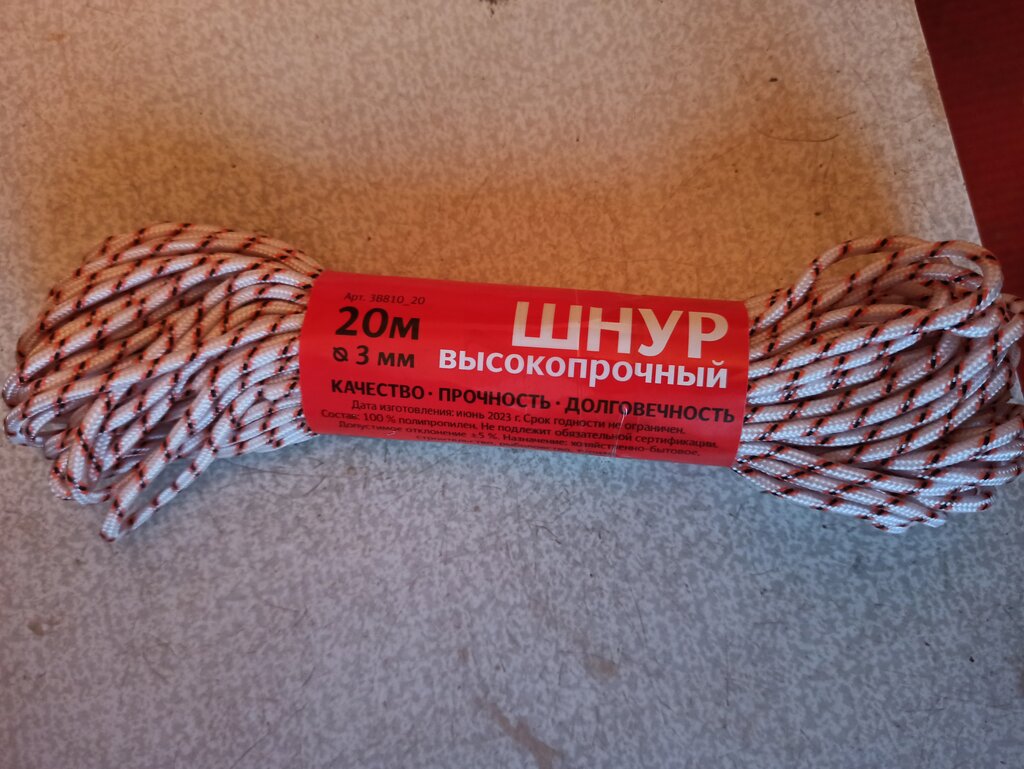 Арт. 38810_20
20м
⌀ 3 мм
ШНУР
ВЫСОКОПРОЧНЫЙ
КАЧЕСТВО · ПРОЧНОСТЬ · ДОЛГОВЕЧНОСТЬ
Дата изготовления: июнь 2023 г. Срок годности не ограничен.
Состав: 100 % полипропилен. Не подлежит обязательной сертификации.
Допустимое отклонение ±5 %. Назначение: хозяйственно-бытовое,